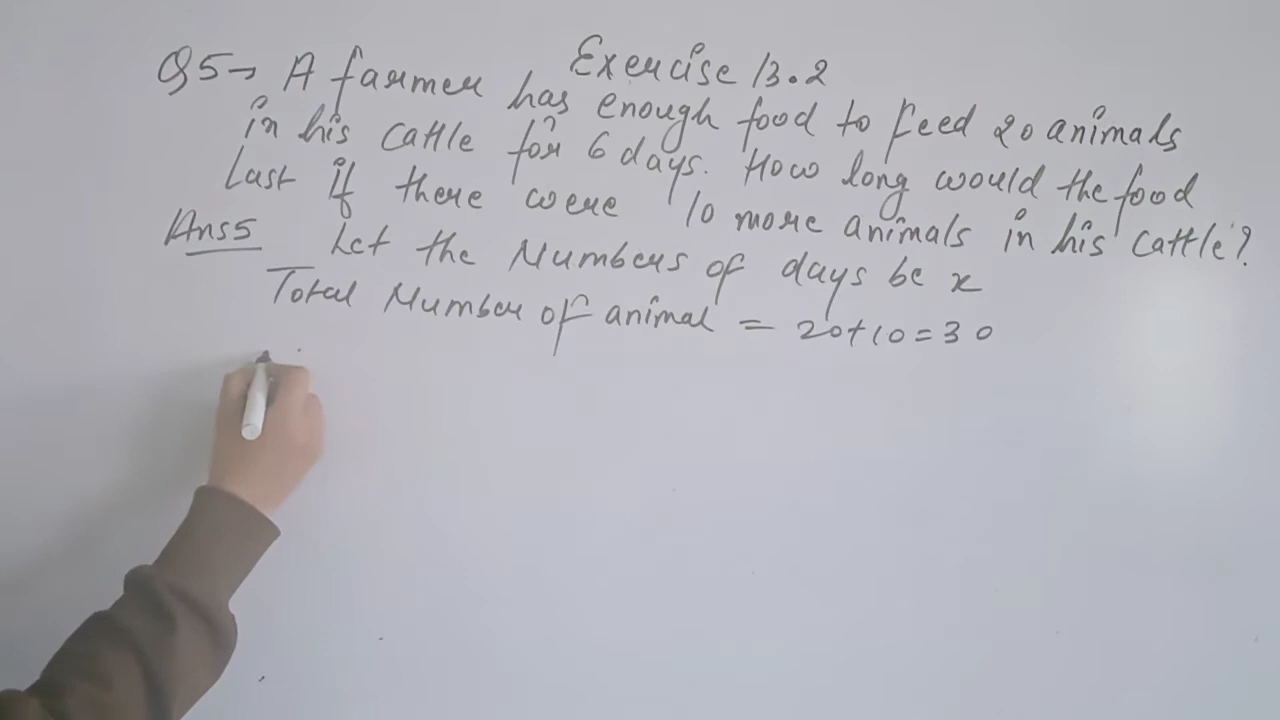 Exercise 13.2
Q5→ A farmer has enough food to feed 20 animals
in his cattle for 6 days. How long would the food
last if there were 10 more animals in his cattle?
Ans5 Let the Numbers of days be x
Total Number of animal = 20+10=30